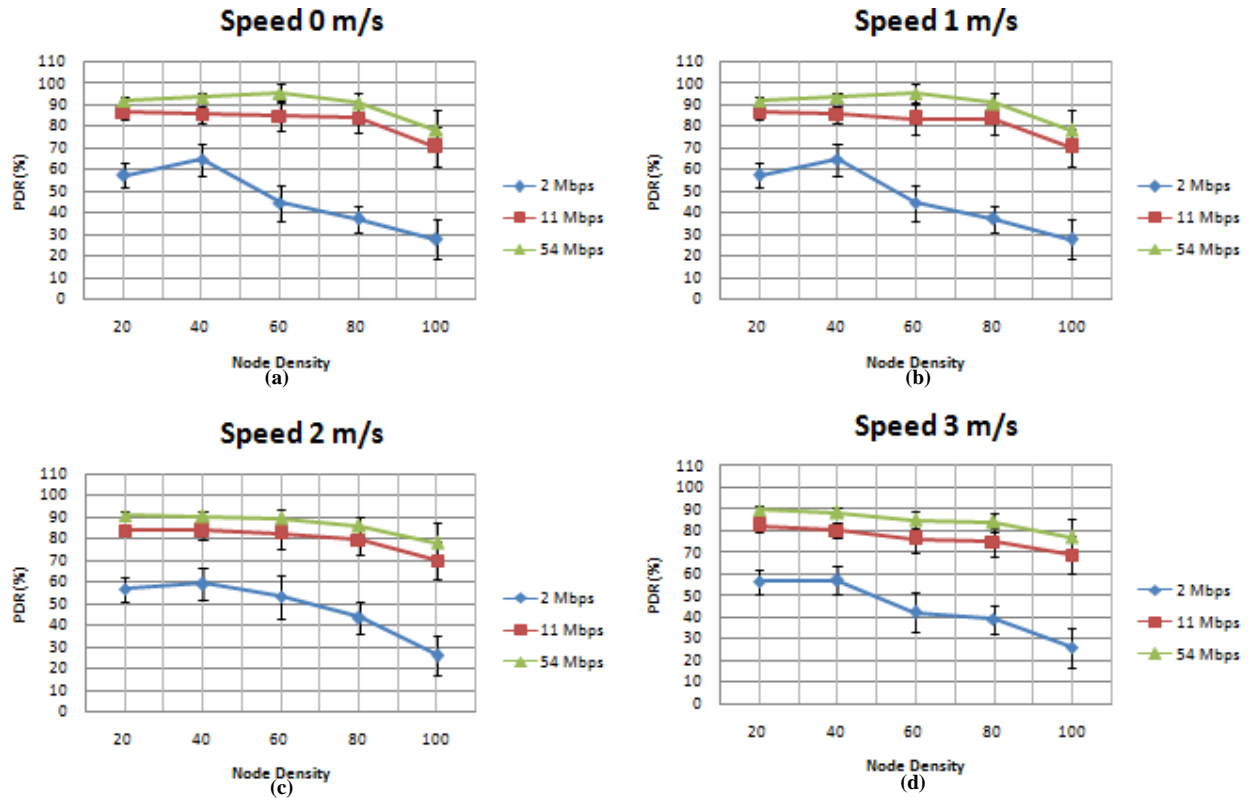 Speed 0 m/s
110
100
90
80
70
60
50
40
30
20
10
0
PDR(%)
20 40 60 80 100
Node Density
2 Mbps
11 Mbps
54 Mbps
(a)
Speed 1 m/s
110
100
90
80
70
60
50
40
30
20
10
0
PDR(%)
20 40 60 80 100
Node Density
2 Mbps
11 Mbps
54 Mbps
(b)
Speed 2 m/s
110
100
90
80
70
60
50
40
30
20
10
0
PDR(%)
20 40 60 80 100
Node Density
2 Mbps
11 Mbps
54 Mbps
(c)
Speed 3 m/s
110
100
90
80
70
60
50
40
30
20
10
0
PDR(%)
20 40 60 80 100
Node Density
2 Mbps
11 Mbps
54 Mbps
(d)